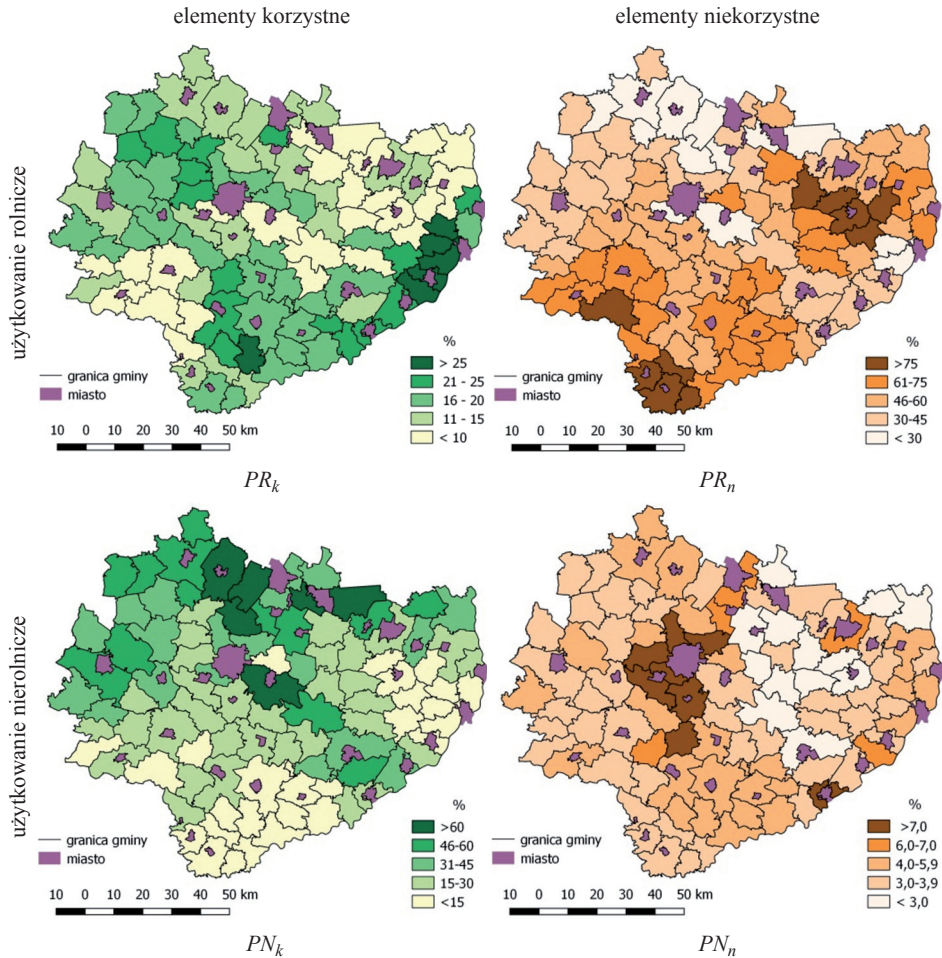 elementy korzystne
elementy niekorzystne
użytkowanie rolnicze
granica gminy
miasto
%
> 25
21 - 25
16 - 20
11 - 15
< 10
10 0 10 20 30 40 50 km
PRk
granica gminy
miasto
%
>75
61-75
46-60
30-45
< 30
10 0 10 20 30 40 50 km
PRn
użytkowanie nierolnicze
granica gminy
miasto
%
>60
46-60
31-45
15-30
<15
10 0 10 20 30 40 50 km
PNk
granica gminy
miasto
%
>7,0
6,0-7,0
4,0-5,9
3,0-3,9
< 3,0
10 0 10 20 30 40 50 km
PNn